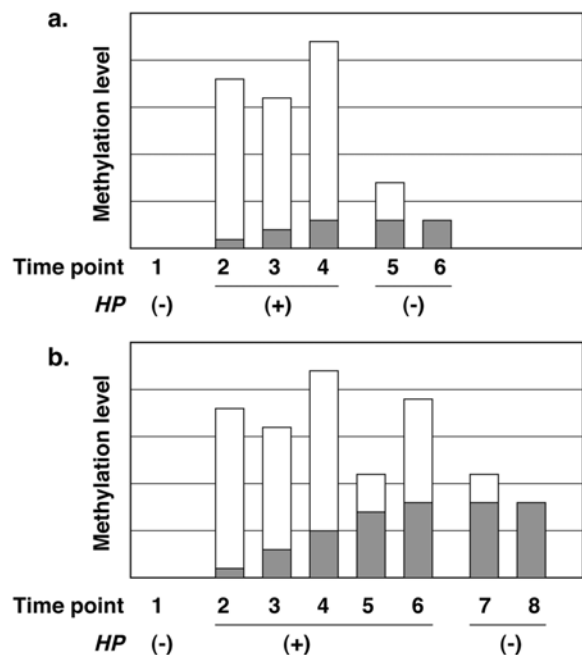 a.
Methylation level
Time point 1 2 3 4 5 6
HP (-) (+) (-)
b.
Methylation level
Time point 1 2 3 4 5 6 7 8
HP (-) (+) (-)